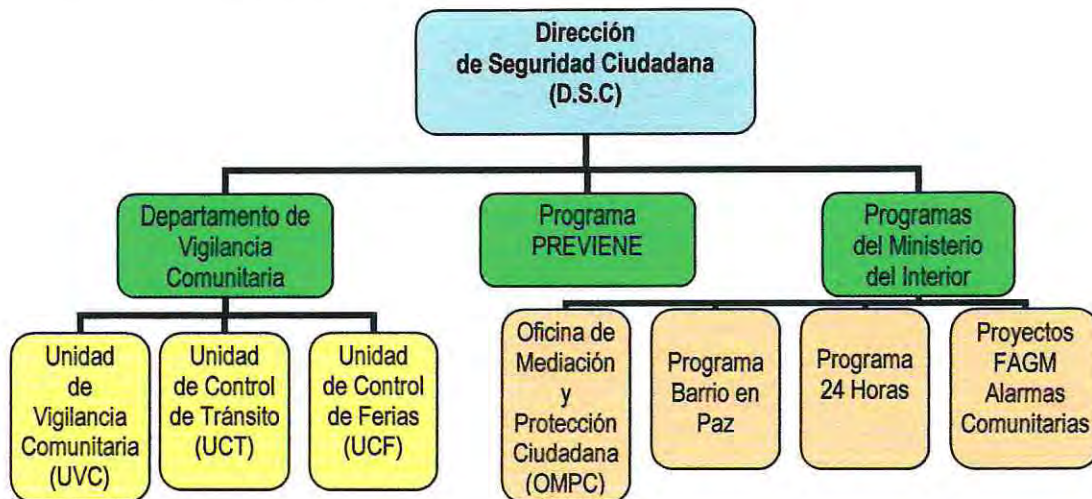 Dirección
de Seguridad Ciudadana
(D.S.C)
Departamento de
Vigilancia
Comunitaria
Programa
PREVIENE
Programas
del Ministerio
del Interior
Unidad
de
Vigilancia
Comunitaria
(UVC)
Unidad
de Control
de Tránsito
(UCT)
Unidad
de Control
de Ferias
(UCF)
Oficina de
Mediación
y
Protección
Ciudadana
(OMPC)
Programa
Barrio en
Paz
Programa
24 Horas
Proyectos
FAGM
Alarmas
Comunitarias